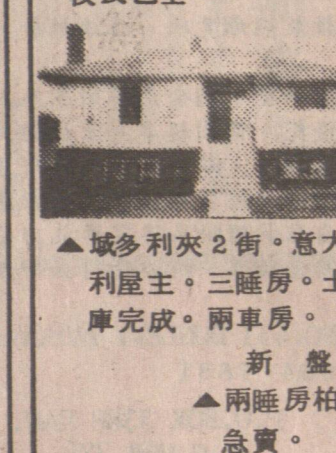 ▲域多利夾2街。意大
利屋主。三睡房。土
庫完成。兩車房。
新 盤
▲兩睡房柏
急賣。